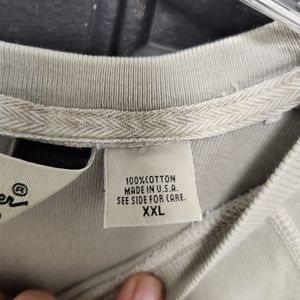 100% COTTON
MADE IN U.S.A.
SEE SIDE FOR CARE.
XXL